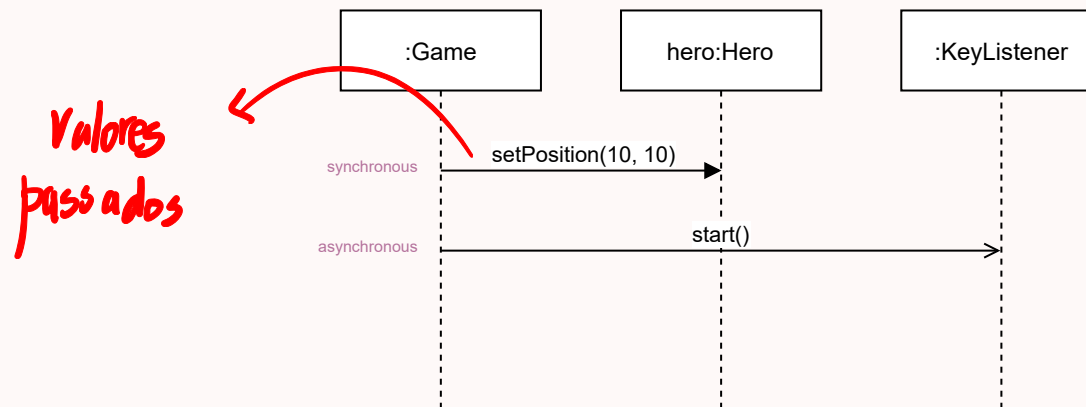 :Game
hero:Hero
:KeyListener
Valores
passados
synchronous
setPosition(10, 10)
asynchronous
start()